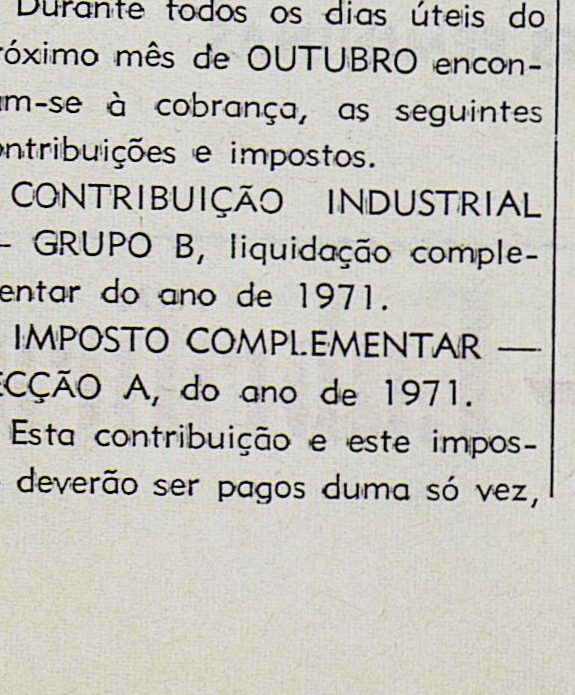 Durante todos os dias úteis do
róximo mês de OUTUBRO encon-
m-se à cobrança, as seguintes
ntribuições e impostos.
CONTRIBUIÇÃO INDUSTRIAL
— GRUPO B, liquidação comple-
entar do ano de 1971.
IMPOSTO COMPLEMENTAR —
ECÇÃO A, do ano de 1971.
Esta contribuição e este impos-
deverão ser pagos duma só vez,